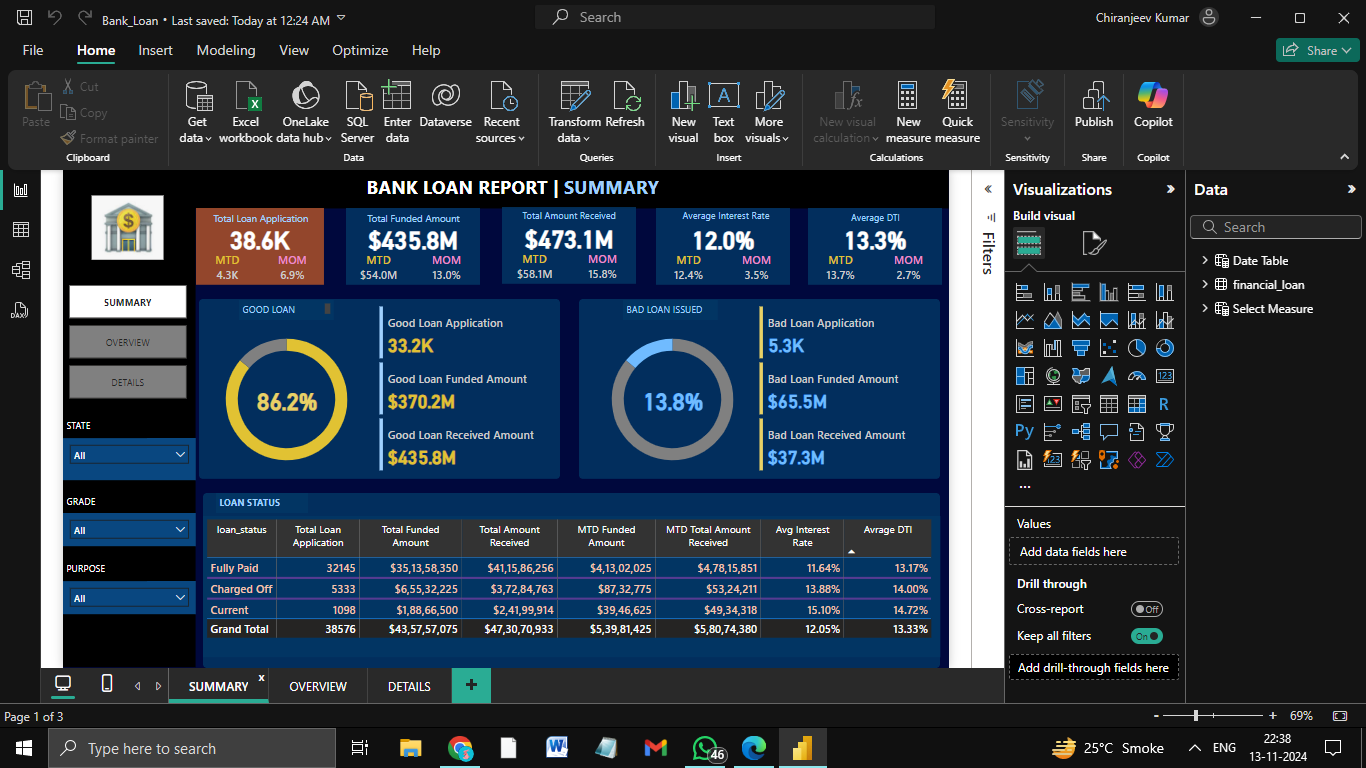 Bank_Loan • Last saved: Today at 12:24 AM
Search
Chiranjeev Kumar
File Home Insert Modeling View Optimize Help
Share
Paste
Cut
Copy
Format painter
Clipboard
Get data
Excel workbook
OneLake data hub
SQL Server
Enter data
Dataverse
Recent sources
Data
Transform data
Refresh
Queries
New visual
Text box
More visuals
Insert
New visual calculation
New measure
Quick measure
Calculations
Sensitivity
Sensitivity
Publish
Share
Copilot
Copilot
BANK LOAN REPORT | SUMMARY
Total Loan Application
38.6K
MTD MOM
4.3K 6.9%
Total Funded Amount
$435.8M
MTD MOM
$54.0M 13.0%
Total Amount Received
$473.1M
MTD MOM
$58.1M 15.8%
Average Interest Rate
12.0%
MTD MOM
12.4% 3.5%
Average DTI
13.3%
MTD MOM
13.7% 2.7%
SUMMARY
OVERVIEW
DETAILS
STATE
All
GRADE
All
PURPOSE
All
GOOD LOAN
86.2%
Good Loan Application
33.2K
Good Loan Funded Amount
$370.2M
Good Loan Received Amount
$435.8M
BAD LOAN ISSUED
13.8%
Bad Loan Application
5.3K
Bad Loan Funded Amount
$65.5M
Bad Loan Received Amount
$37.3M
LOAN STATUS
loan_status Total Loan Application Total Funded Amount Total Amount Received MTD Funded Amount MTD Total Amount Received Avg Interest Rate Avrage DTI
Fully Paid 32145 $35,13,58,350 $41,15,86,256 $4,13,02,025 $4,78,15,851 11.64% 13.17%
Charged Off 5333 $6,55,32,225 $3,72,84,763 $87,32,775 $53,24,211 13.88% 14.00%
Current 1098 $1,88,66,500 $2,41,99,914 $39,46,625 $49,34,318 15.10% 14.72%
Grand Total 38576 $43,57,57,075 $47,30,70,933 $5,39,81,425 $5,80,74,380 12.05% 13.33%
Filters
Visualizations
Build visual
123
R
Py
123
...
Values
Add data fields here
Drill through
Cross-report Off
Keep all filters On
Add drill-through fields here
Data
Search
Date Table
financial_loan
Select Measure
SUMMARY x OVERVIEW DETAILS +
Page 1 of 3
- + 69%
Type here to search
46
25°C Smoke
ENG
22:38
13-11-2024